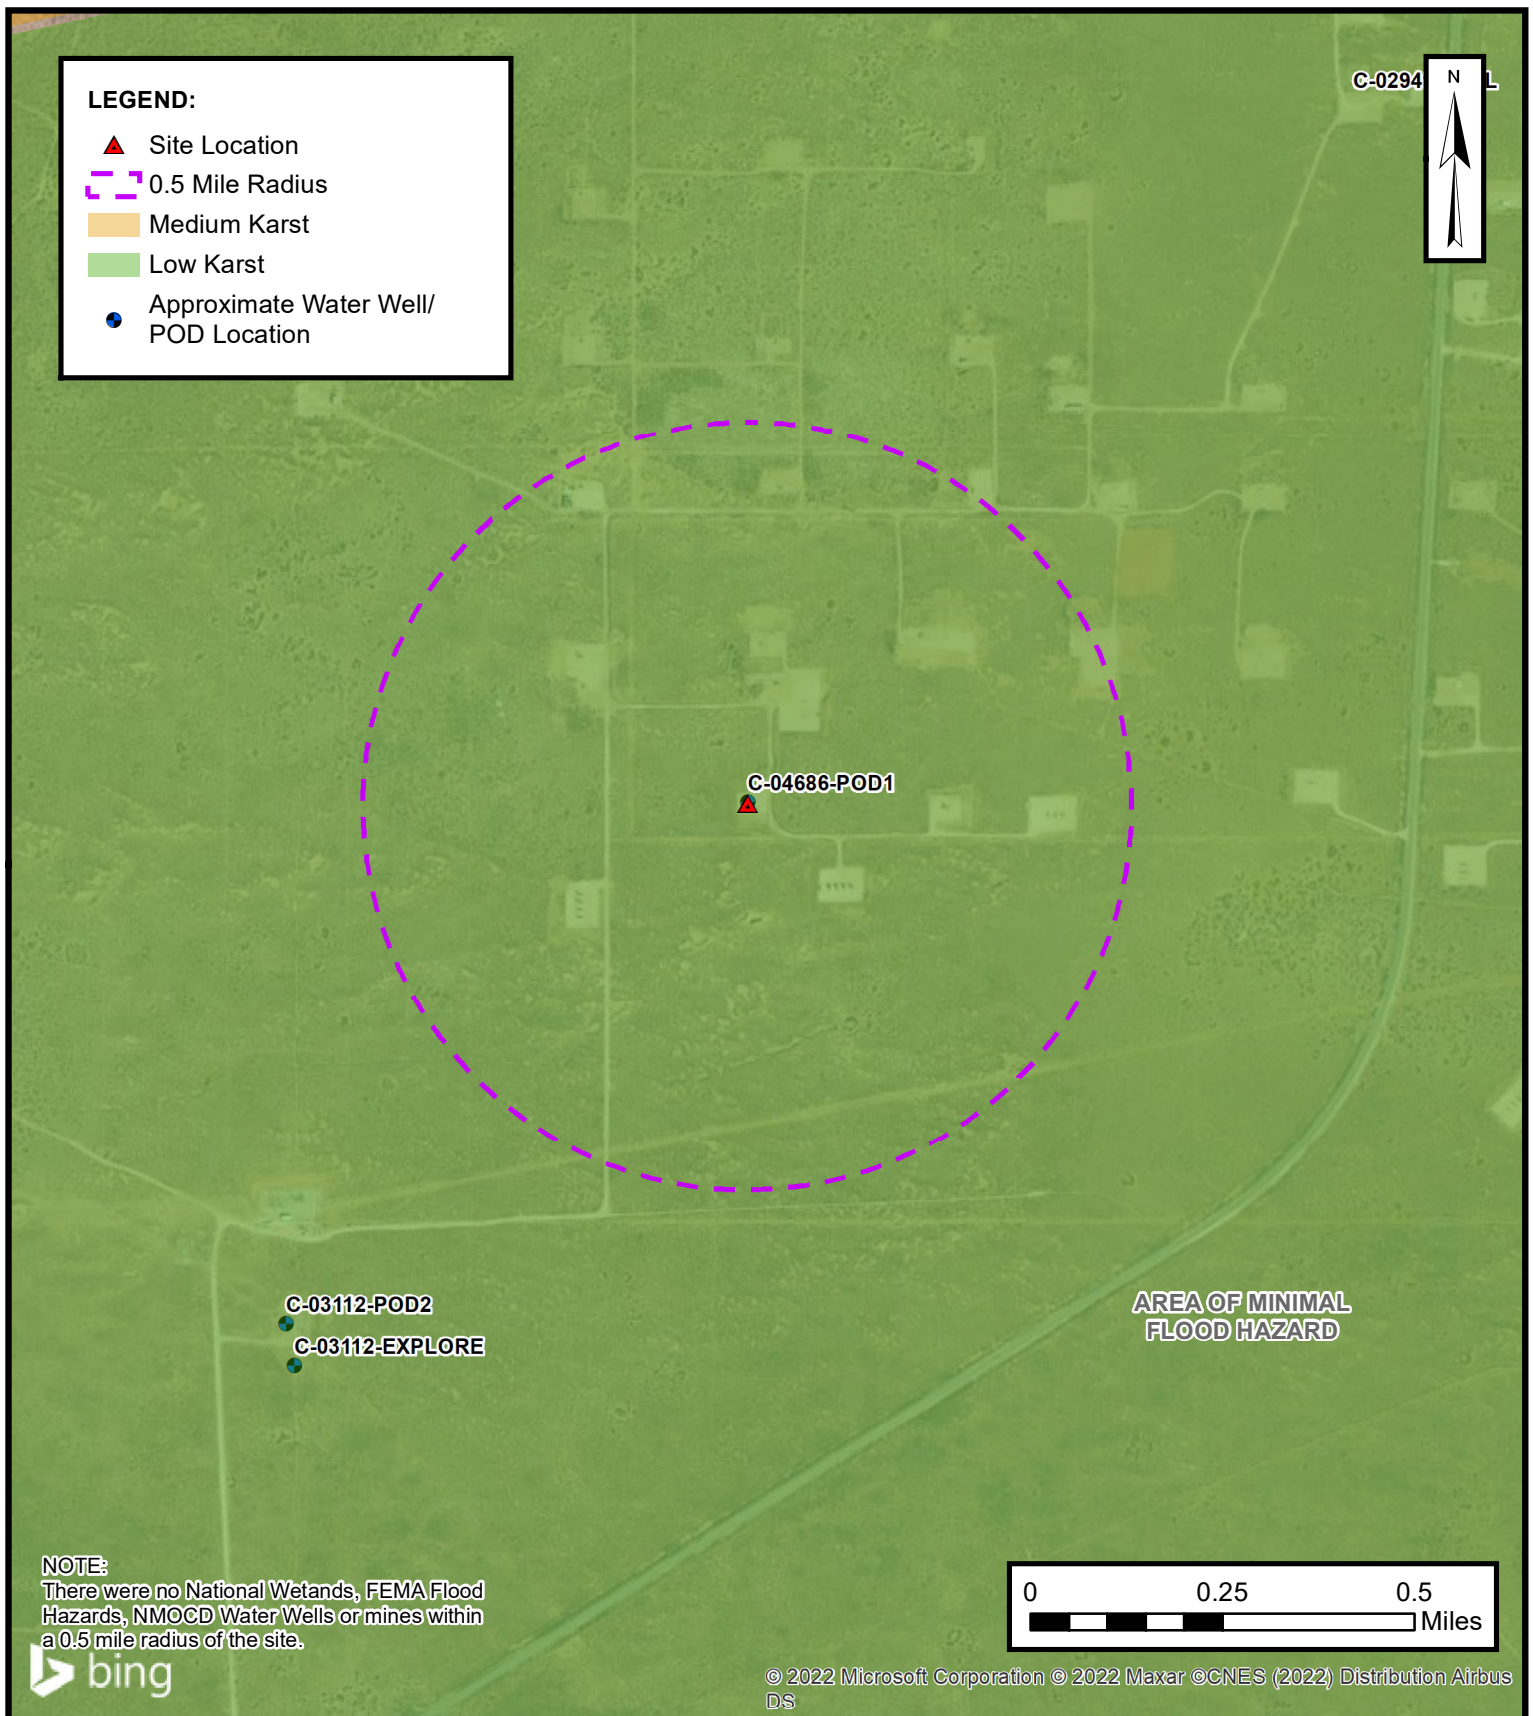 LEGEND:
Site Location
0.5 Mile Radius
Medium Karst
Low Karst
Approximate Water Well/
POD Location
C-0294
L
N
C-04686-POD1
C-03112-POD2
C-03112-EXPLORE
AREA OF MINIMAL
FLOOD HAZARD
NOTE:
There were no National Wetands, FEMA Flood
Hazards, NMOCD Water Wells or mines within
a 0.5 mile radius of the site.
bing
0 0.25 0.5
Miles
© 2022 Microsoft Corporation © 2022 Maxar ©CNES (2022) Distribution Airbus
DS